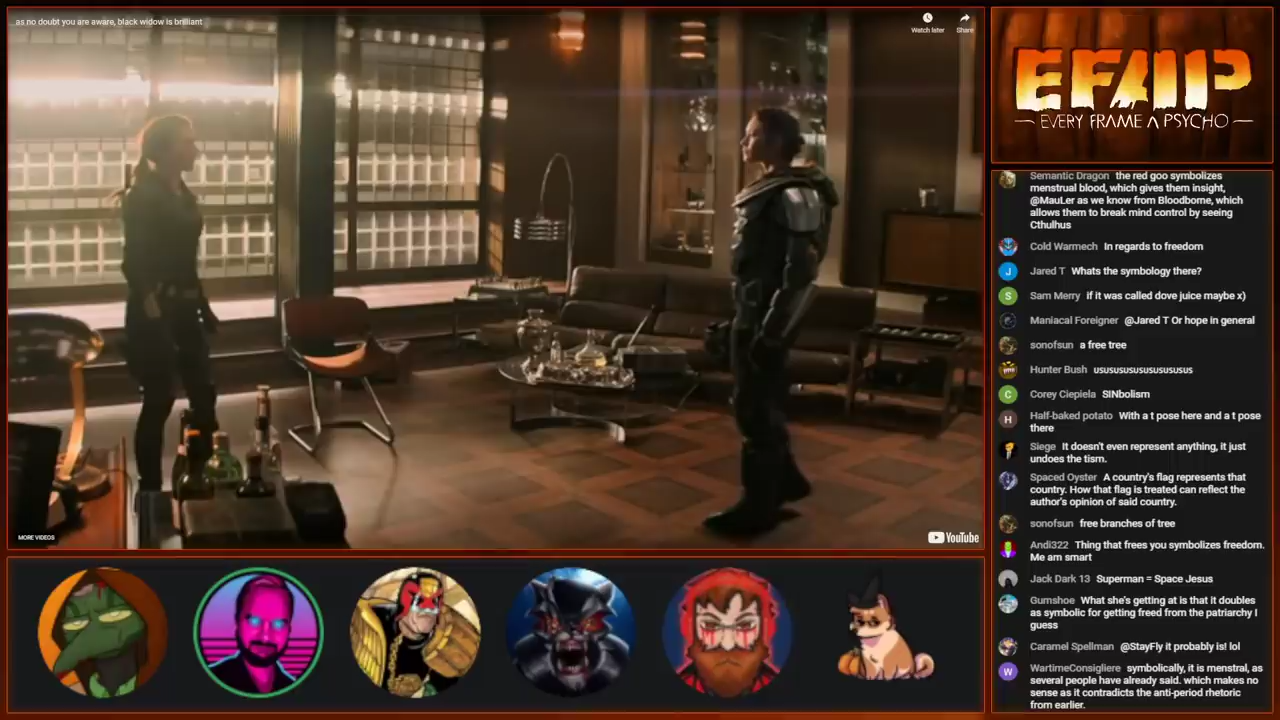 as no doubt you are aware, black widow is brilliant
Watch later
Share
MORE VIDEOS
YouTube
EFAP
EVERY FRAME A PSYCHO
Semantic Dragon the red goo symbolizes
menstrual blood, which gives them insight,
@MauLer as we know from Bloodborne, which
allows them to break mind control by seeing
Cthulhus
Cold Warmech In regards to freedom
Jared T Whats the symbology there?
Sam Merry if it was called dove juice maybe x)
Maniacal Foreigner @Jared T Or hope in general
sonofsun a free tree
Hunter Bush usususususususususus
Corey Ciepiela SINbolism
Half-baked potato With a t pose here and a t pose
there
Siege It doesn't even represent anything, it just
undoes the tism.
Spaced Oyster A country's flag represents that
country. How that flag is treated can reflect the
author's opinion of said country.
sonofsun free branches of tree
Andi322 Thing that frees you symbolizes freedom.
Me am smart
Jack Dark 13 Superman = Space Jesus
Gumshoe What she's getting at is that it doubles
as symbolic for getting freed from the patriarchy I
guess
Caramel Spellman @StayFly it probably is! lol
WartimeConsigliere symbolically, it is menstral, as
several people have already said. which makes no
sense as it contradicts the anti-period rhetoric
from earlier.
J
S
C
H
W